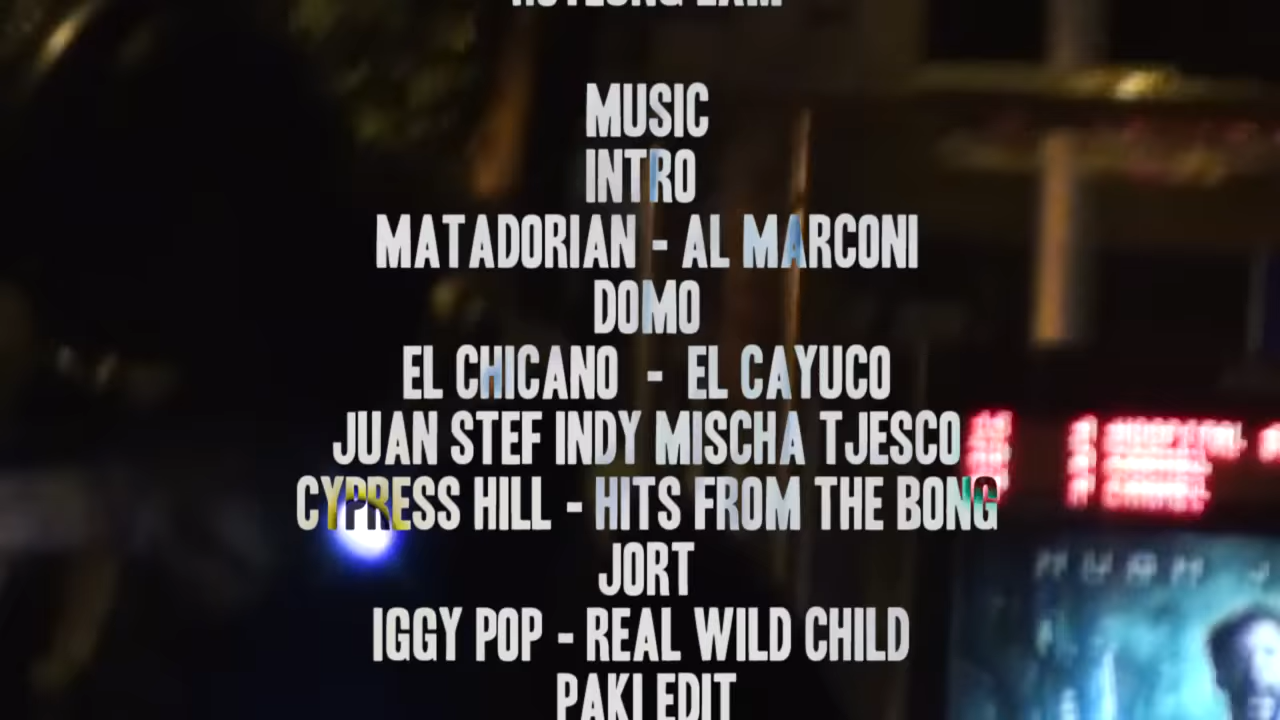 MUSIC
INTRO
MATADORIAN - AL MARCONI
DOMO
EL CHICANO - EL CAYUCO
JUAN STEF INDY MISCHA TJESCO
CYPRESS HILL - HITS FROM THE BONG
JORT
IGGY POP - REAL WILD CHILD
PAKI EDIT